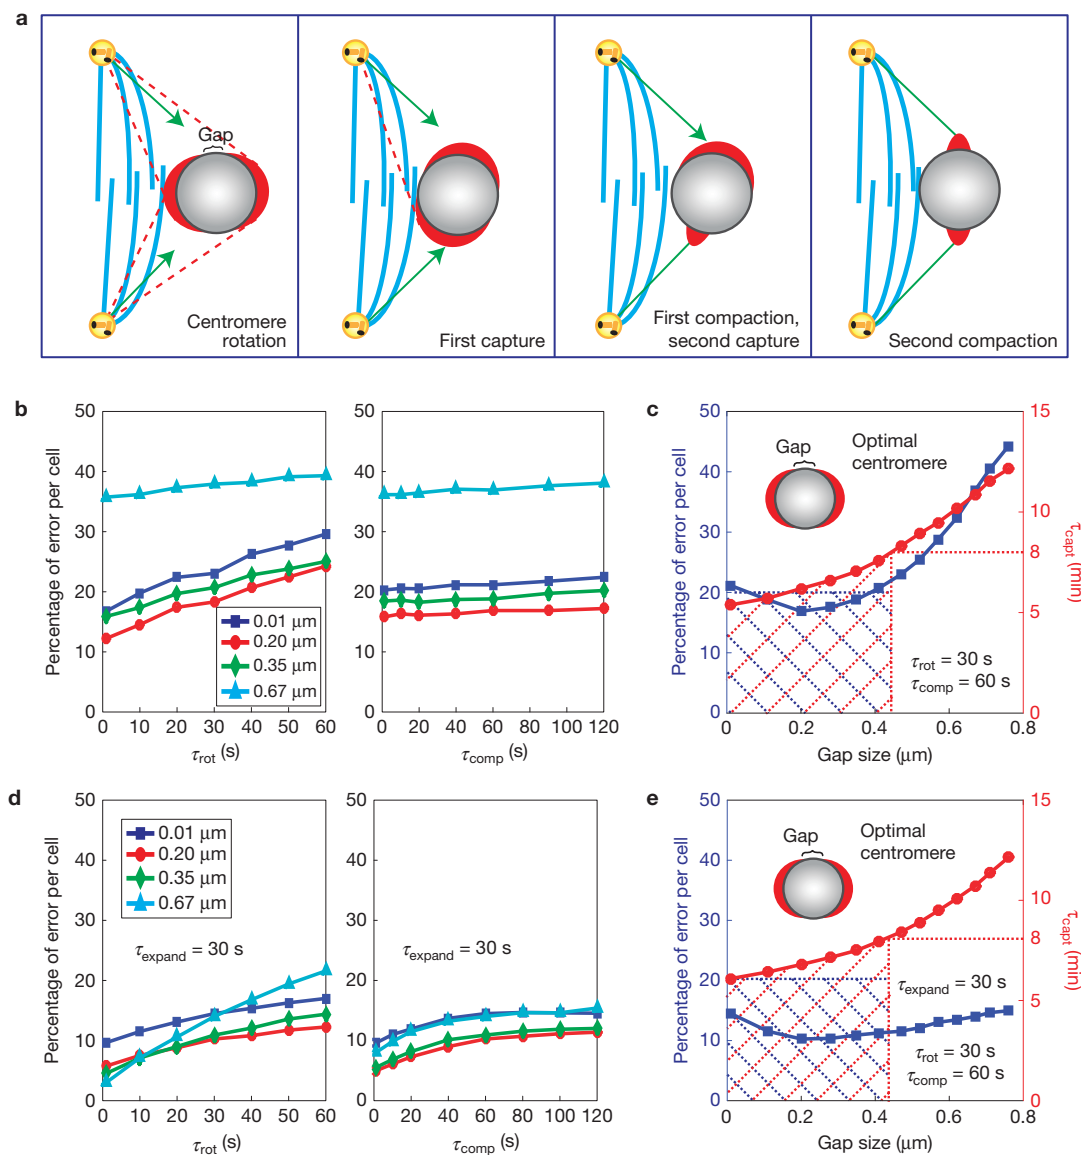 a
Gap
Centromere
rotation
First capture
First compaction,
second capture
Second compaction
b
50
40
30
20
10
0
Percentage of error per cell
0.01 μm
0.20 μm
0.35 μm
0.67 μm
0 10 20 30 40 50 60
τrot (s)
50
40
30
20
10
0
0 20 40 60 80 100 120
τcomp (s)
c
50
40
30
20
10
0
Percentage of error per cell
Gap
Optimal
centromere
τrot = 30 s
τcomp = 60 s
15
10
8
5
0
τcapt (min)
0 0.2 0.4 0.6 0.8
Gap size (μm)
d
50
40
30
20
10
0
Percentage of error per cell
0.01 μm
0.20 μm
0.35 μm
0.67 μm
τexpand = 30 s
0 10 20 30 40 50 60
τrot (s)
50
40
30
20
10
0
τexpand = 30 s
0 20 40 60 80 100 120
τcomp (s)
e
50
40
30
20
10
0
Percentage of error per cell
Gap
Optimal
centromere
τexpand = 30 s
τrot = 30 s
τcomp = 60 s
15
10
8
5
0
τcapt (min)
0 0.2 0.4 0.6 0.8
Gap size (μm)